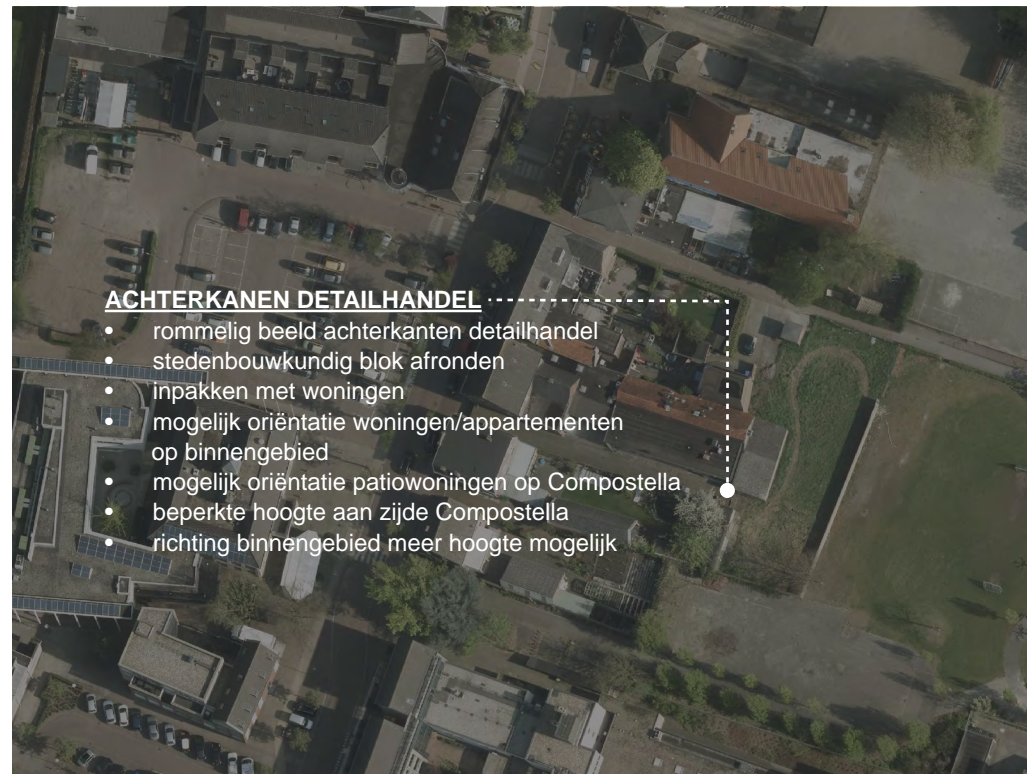 ACHTERKANEN DETAILHANDEL
• rommelig beeld achterkanten detailhandel
• stedenbouwkundig blok afronden
• inpakken met woningen
• mogelijk oriëntatie woningen/appartementen
op binnengebied
• mogelijk oriëntatie patiowoningen op Compostella
• beperkte hoogte aan zijde Compostella
• richting binnengebied meer hoogte mogelijk